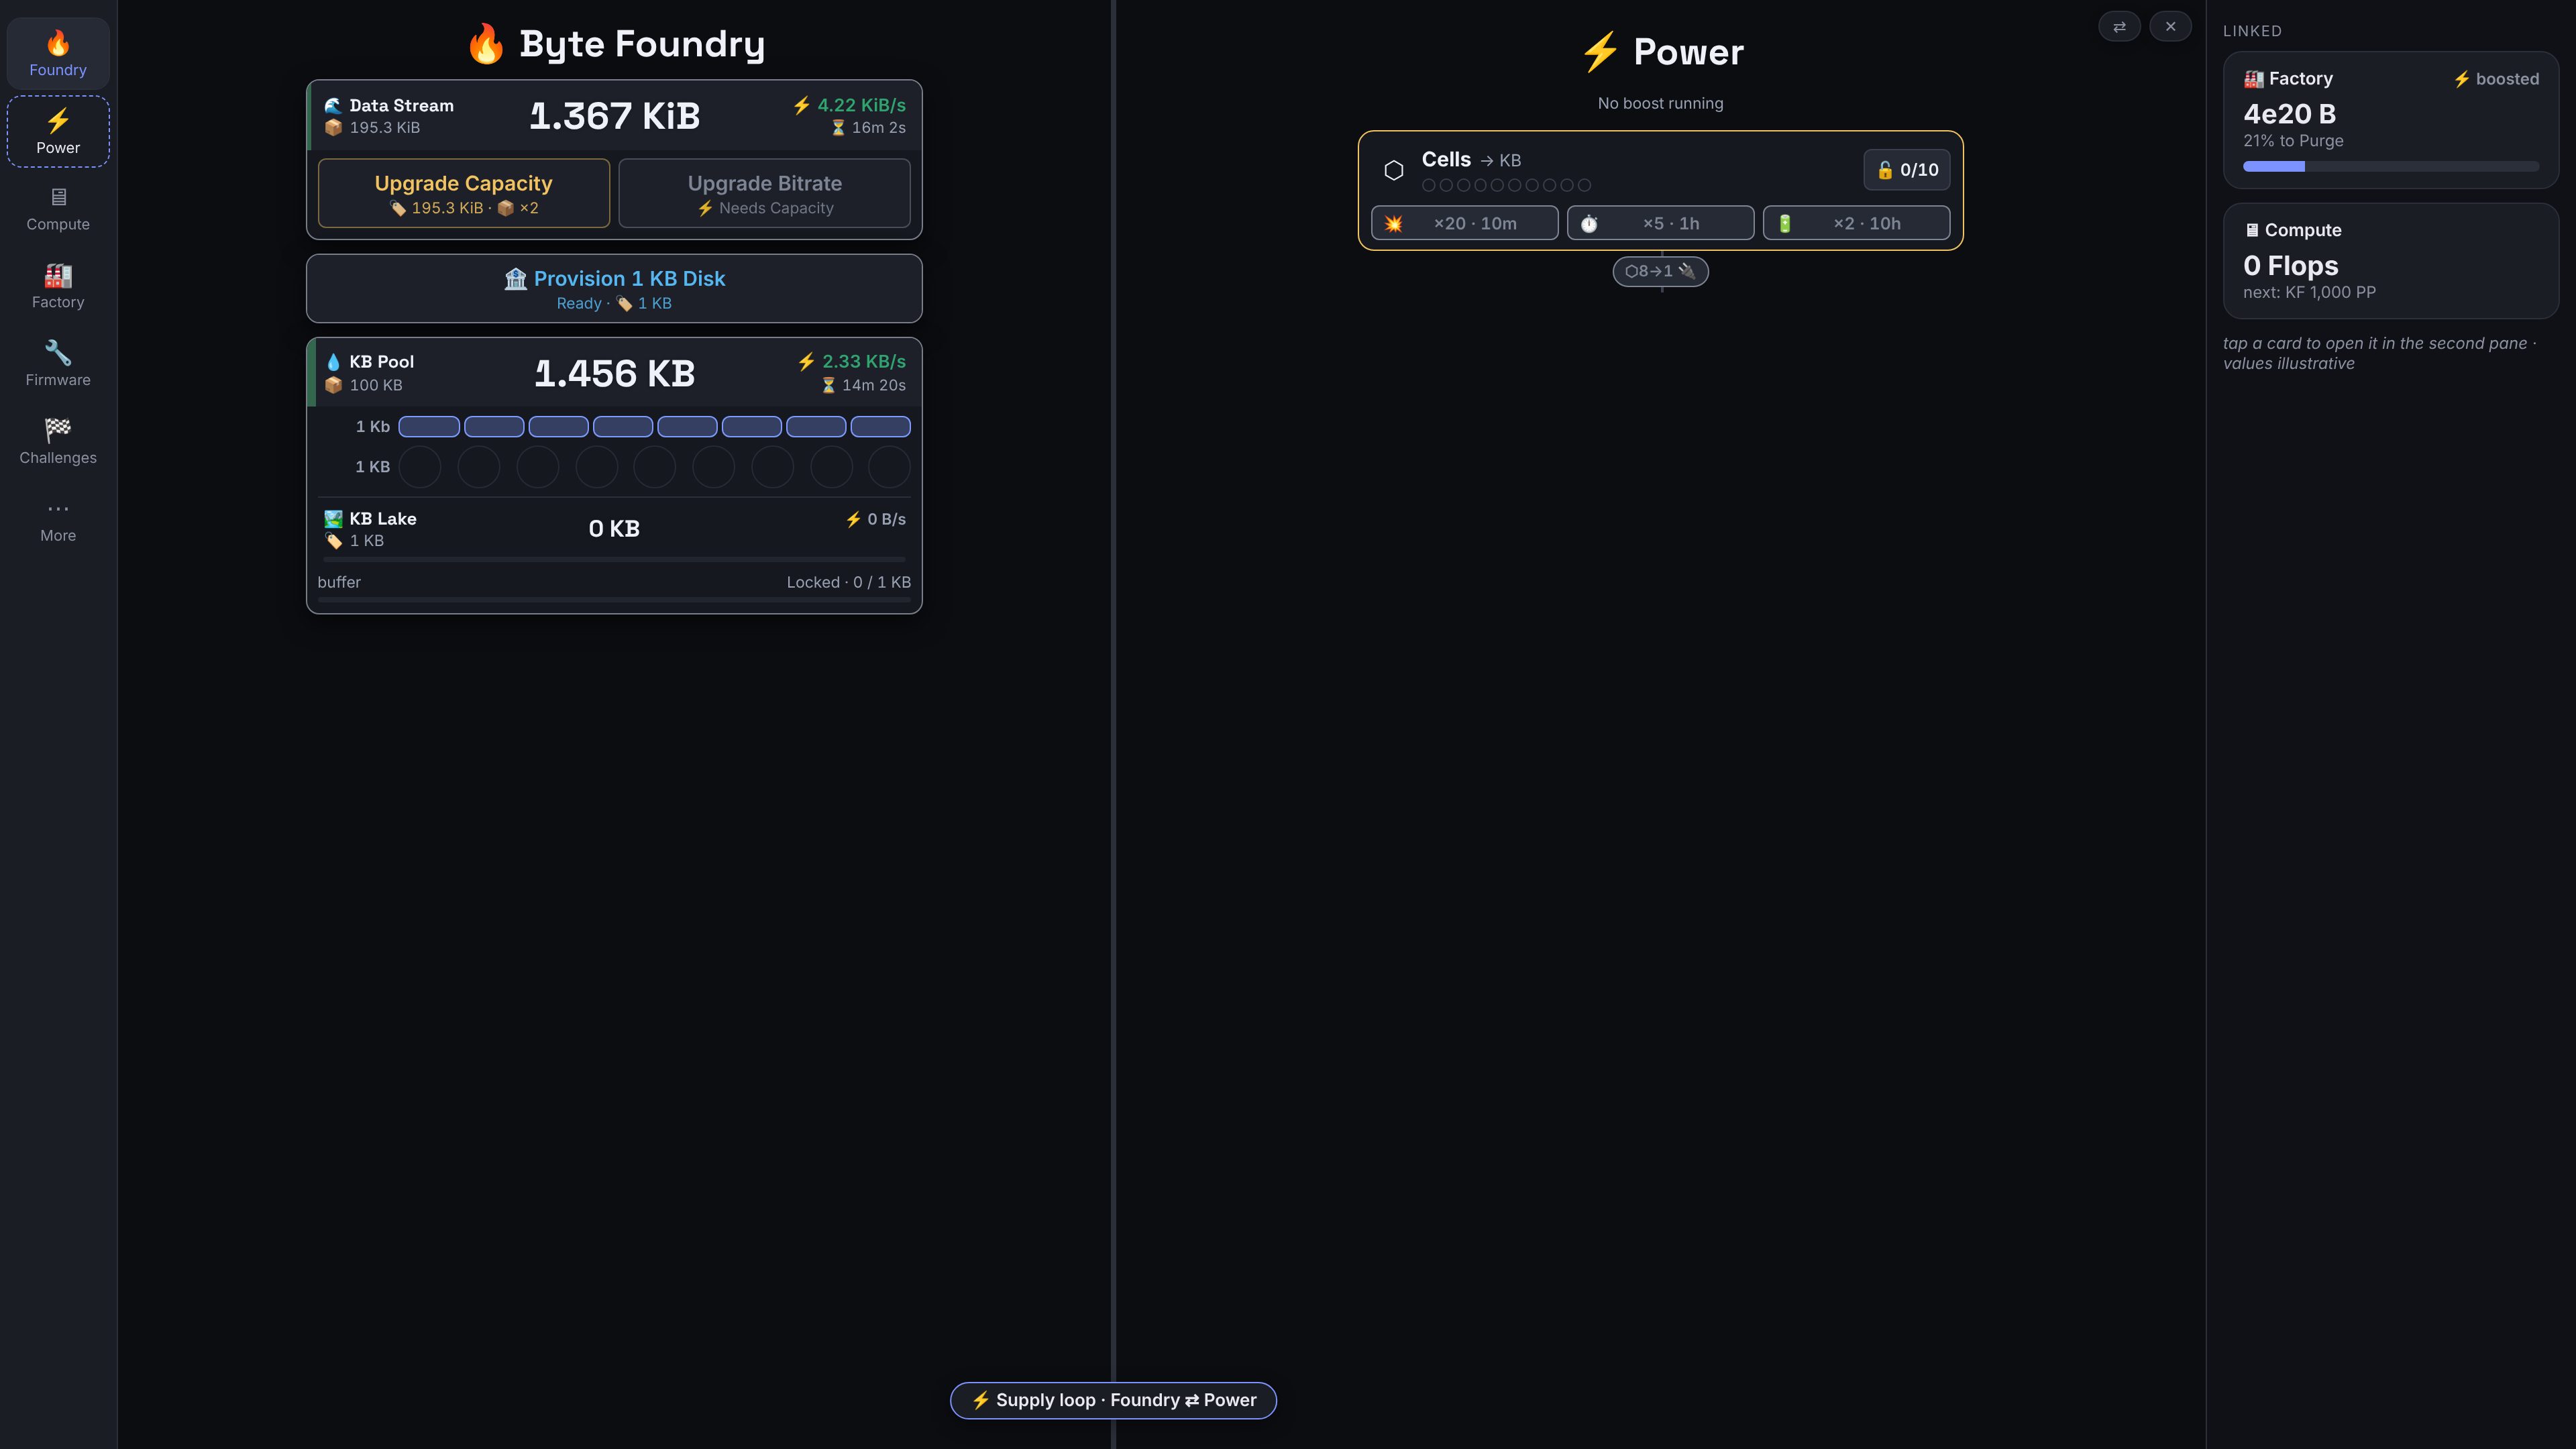 🔥 Foundry
⚡ Power
🖥 Compute
🏭 Factory
🔧 Firmware
🏁 Challenges
⋯ More
🔥 Byte Foundry
🌊 Data Stream
📦 195.3 KiB
1.367 KiB
⚡ 4.22 KiB/s
⏳ 16m 2s
Upgrade Capacity
🏷️ 195.3 KiB · 📦 ×2
Upgrade Bitrate
⚡ Needs Capacity
🏦 Provision 1 KB Disk
Ready · 🏷️ 1 KB
💧 KB Pool
📦 100 KB
1.456 KB
⚡ 2.33 KB/s
⏳ 14m 20s
1 Kb
1 KB
🏞️ KB Lake
🏷️ 1 KB
0 KB
⚡ 0 B/s
buffer
Locked · 0 / 1 KB
⚡ Power
No boost running
⬡ Cells → KB
🔓 0/10
💥 ×20 · 10m
⏱️ ×5 · 1h
🔋 ×2 · 10h
⬡8→1 🔌
⇄
✕
⚡ Supply loop · Foundry ⇄ Power
LINKED
🏭 Factory
⚡ boosted
4e20 B
21% to Purge
🖥 Compute
0 Flops
next: KF 1,000 PP
tap a card to open it in the second pane ·
values illustrative